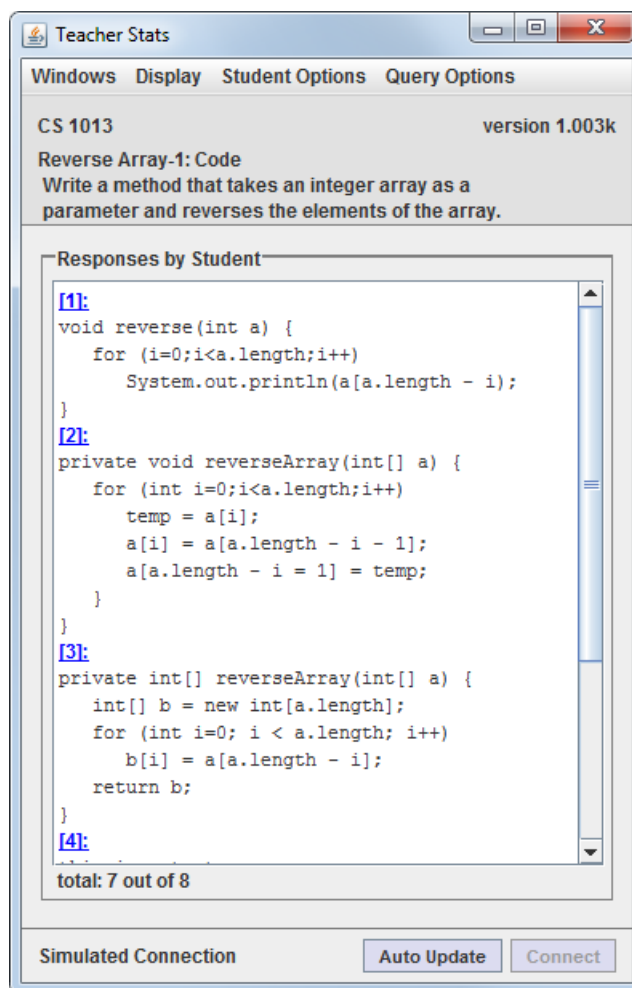 Teacher Stats
Windows Display Student Options Query Options
CS 1013 version 1.003k
Reverse Array-1: Code
Write a method that takes an integer array as a
parameter and reverses the elements of the array.
Responses by Student
[1]:
void reverse(int a) {
   for (i=0;i<a.length;i++)
      System.out.println(a[a.length - i);
}
[2]:
private void reverseArray(int[] a) {
   for (int i=0;i<a.length;i++)
      temp = a[i];
      a[i] = a[a.length - i - 1];
      a[a.length - i = 1] = temp;
   }
}
[3]:
private int[] reverseArray(int[] a) {
   int[] b = new int[a.length];
   for (int i=0; i < a.length; i++)
      b[i] = a[a.length - i];
   return b;
}
[4]:
total: 7 out of 8
Simulated Connection Auto Update Connect